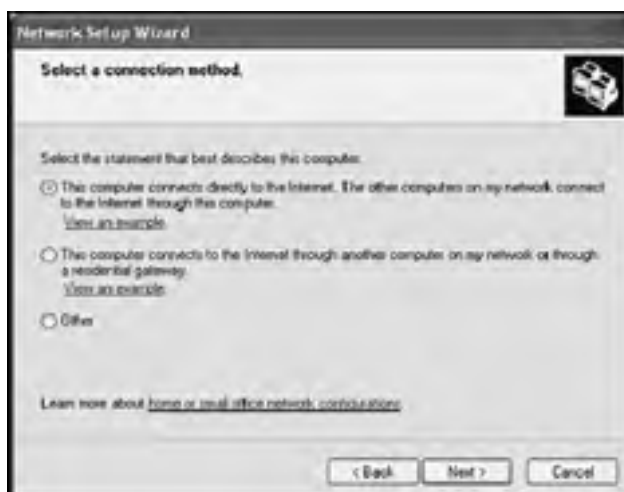 Network Setup Wizard
Select a connection method.
Select the statement that best describes this computer:
This computer connects directly to the Internet. The other computers on my network connect
to the Internet through this computer.
View an example.
This computer connects to the Internet through another computer on my network or through
a residential gateway.
View an example.
Other
Learn more about home or small office network configurations.
< Back
Next >
Cancel